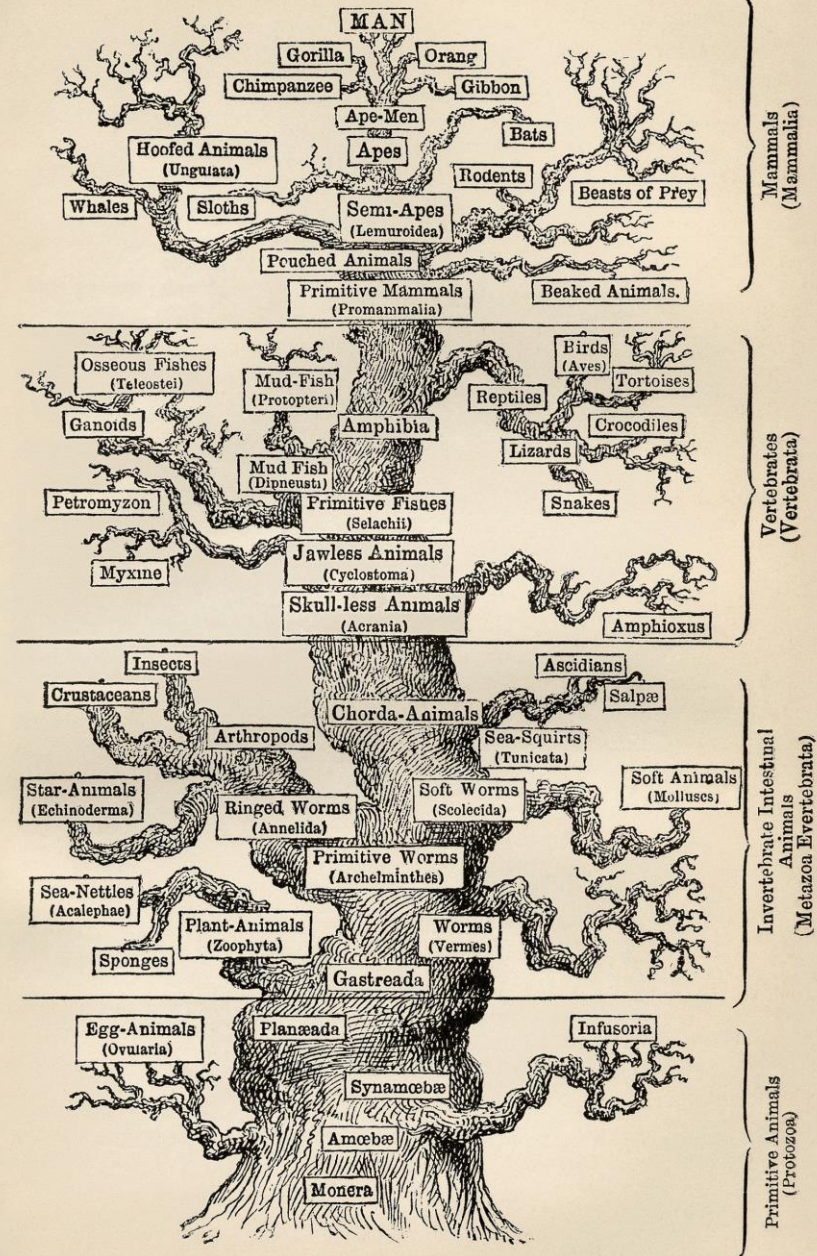 MAN
Gorilla
Orang
Chimpanzee
Gibbon
Ape-Men
Bats
Hoofed Animals
(Ungulata)
Apes
Rodents
Beasts of Prey
Whales
Sloths
Semi-Apes
(Lemuroidea)
Pouched Animals
Primitive Mammals
(Promammalia)
Beaked Animals.
Mammals
(Mammalia)
Osseous Fishes
(Teleostei)
Mud-Fish
(Protopteri)
Birds
(Aves)
Tortoises
Reptiles
Ganoids
Amphibia
Crocodiles
Lizards
Mud Fish
(Dipneusti)
Petromyzon
Primitive Fishes
(Selachii)
Snakes
Jawless Animals
(Cyclostoma)
Myxine
Skull-less Animals
(Acrania)
Amphioxus
Vertebrates
(Vertebrata)
Insects
Ascidians
Crustaceans
Salpæ
Chorda-Animals
Arthropods
Sea-Squirts
(Tunicata)
Star-Animals
(Echinoderma)
Ringed Worms
(Annelida)
Soft Worms
(Scolecida)
Soft Animals
(Molluscs)
Primitive Worms
(Archelminthes)
Sea-Nettles
(Acalephae)
Plant-Animals
(Zoophyta)
Worms
(Vermes)
Sponges
Gastreada
Invertebrate Intestinal
Animals
(Metazoa Evertebrata)
Egg-Animals
(Ovularia)
Planæada
Infusoria
Synamœbæ
Amœbæ
Monera
Primitive Animals
(Protozoa)